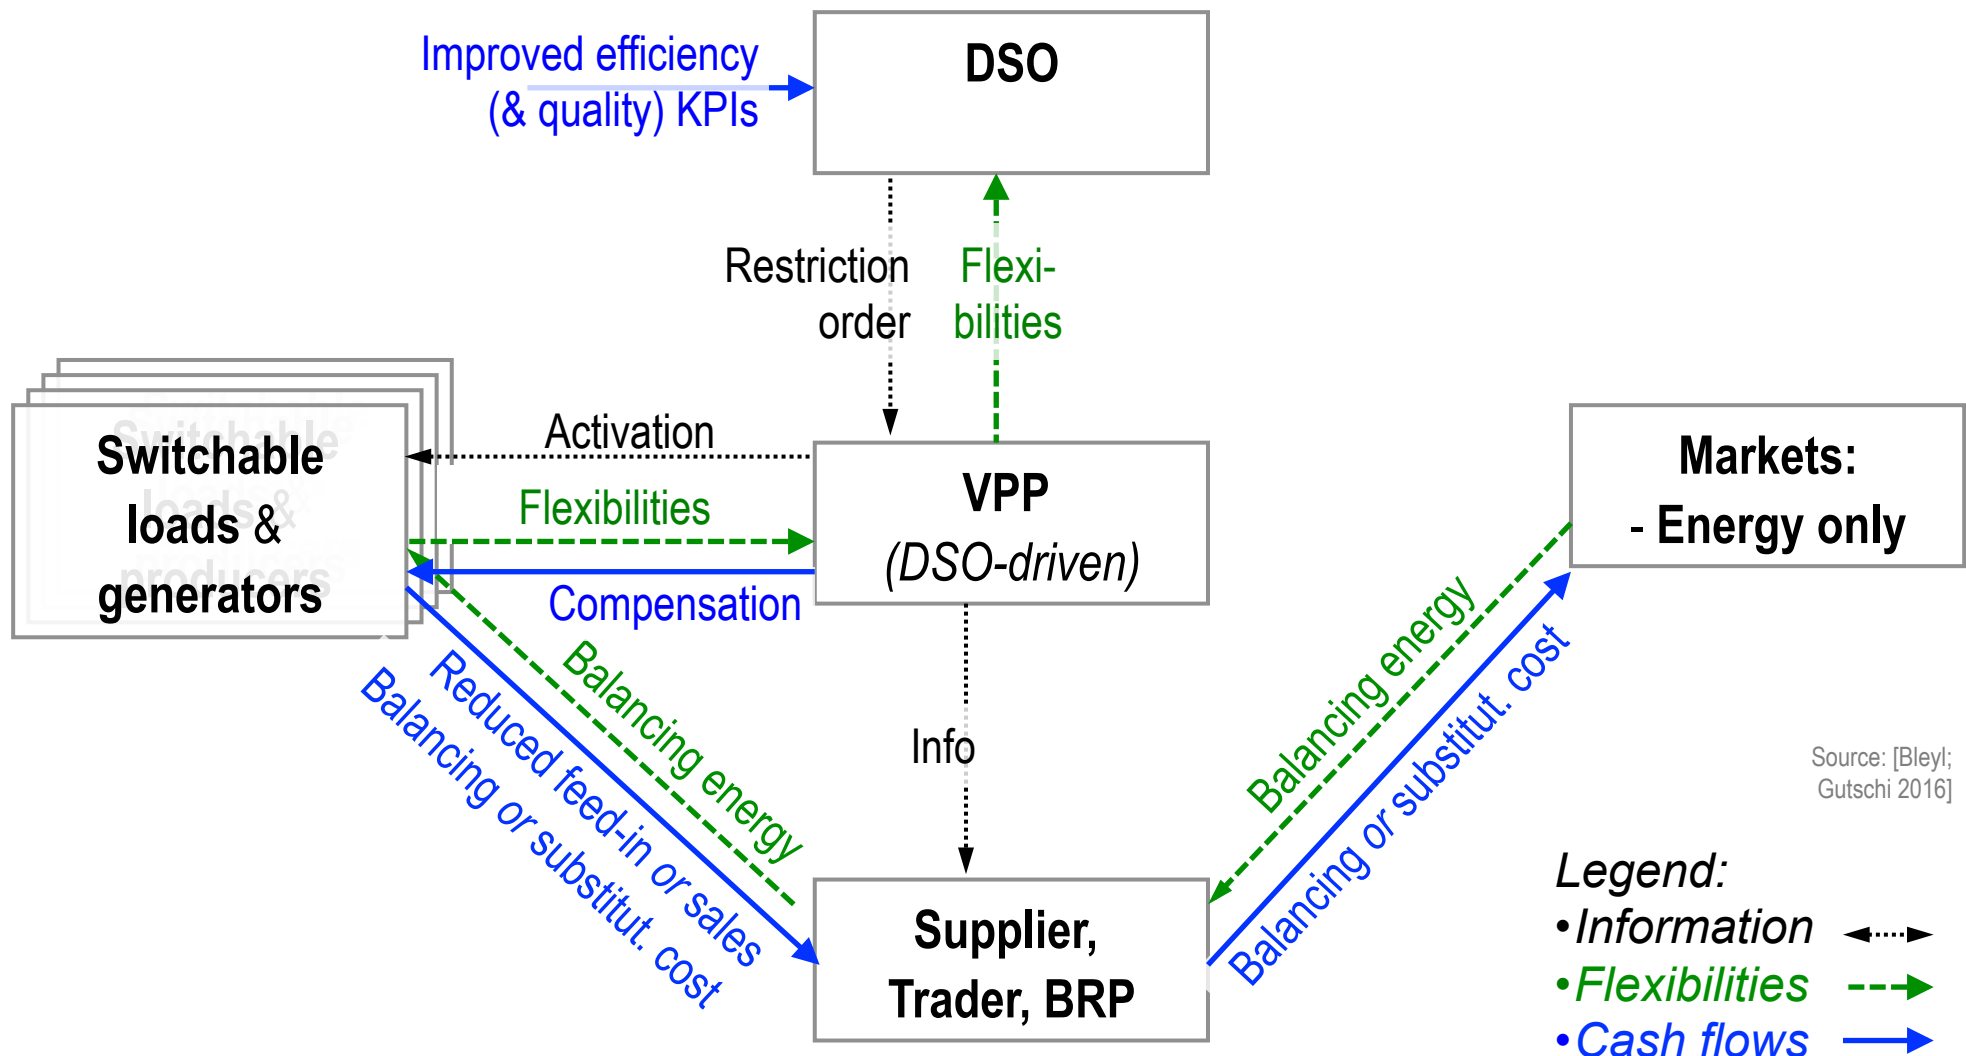 Improved efficiency
(& quality) KPIs
DSO
Restriction
order
Flexi-
bilities
Switchable
loads &
generators
producers
Activation
Flexibilities
Compensation
VPP
(DSO-driven)
Markets:
- Energy only
Balancing energy
Reduced feed-in or sales
Balancing or substitut. cost
Info
Balancing energy
Balancing or substitut. cost
Supplier,
Trader, BRP
Source: [Bleyl;
Gutschi 2016]
Legend:
•Information
•Flexibilities
•Cash flows